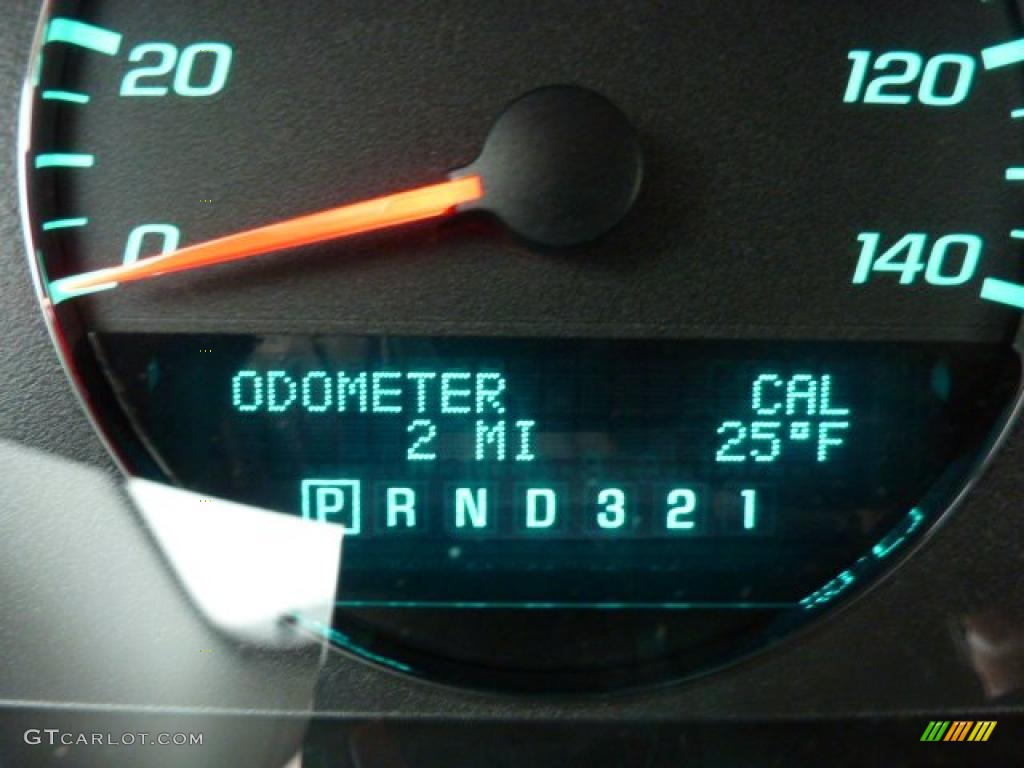 20
120
0
140
ODOMETER CAL
2 MI 25°F
P R N D 3 2 1
GTCARLOT.COM